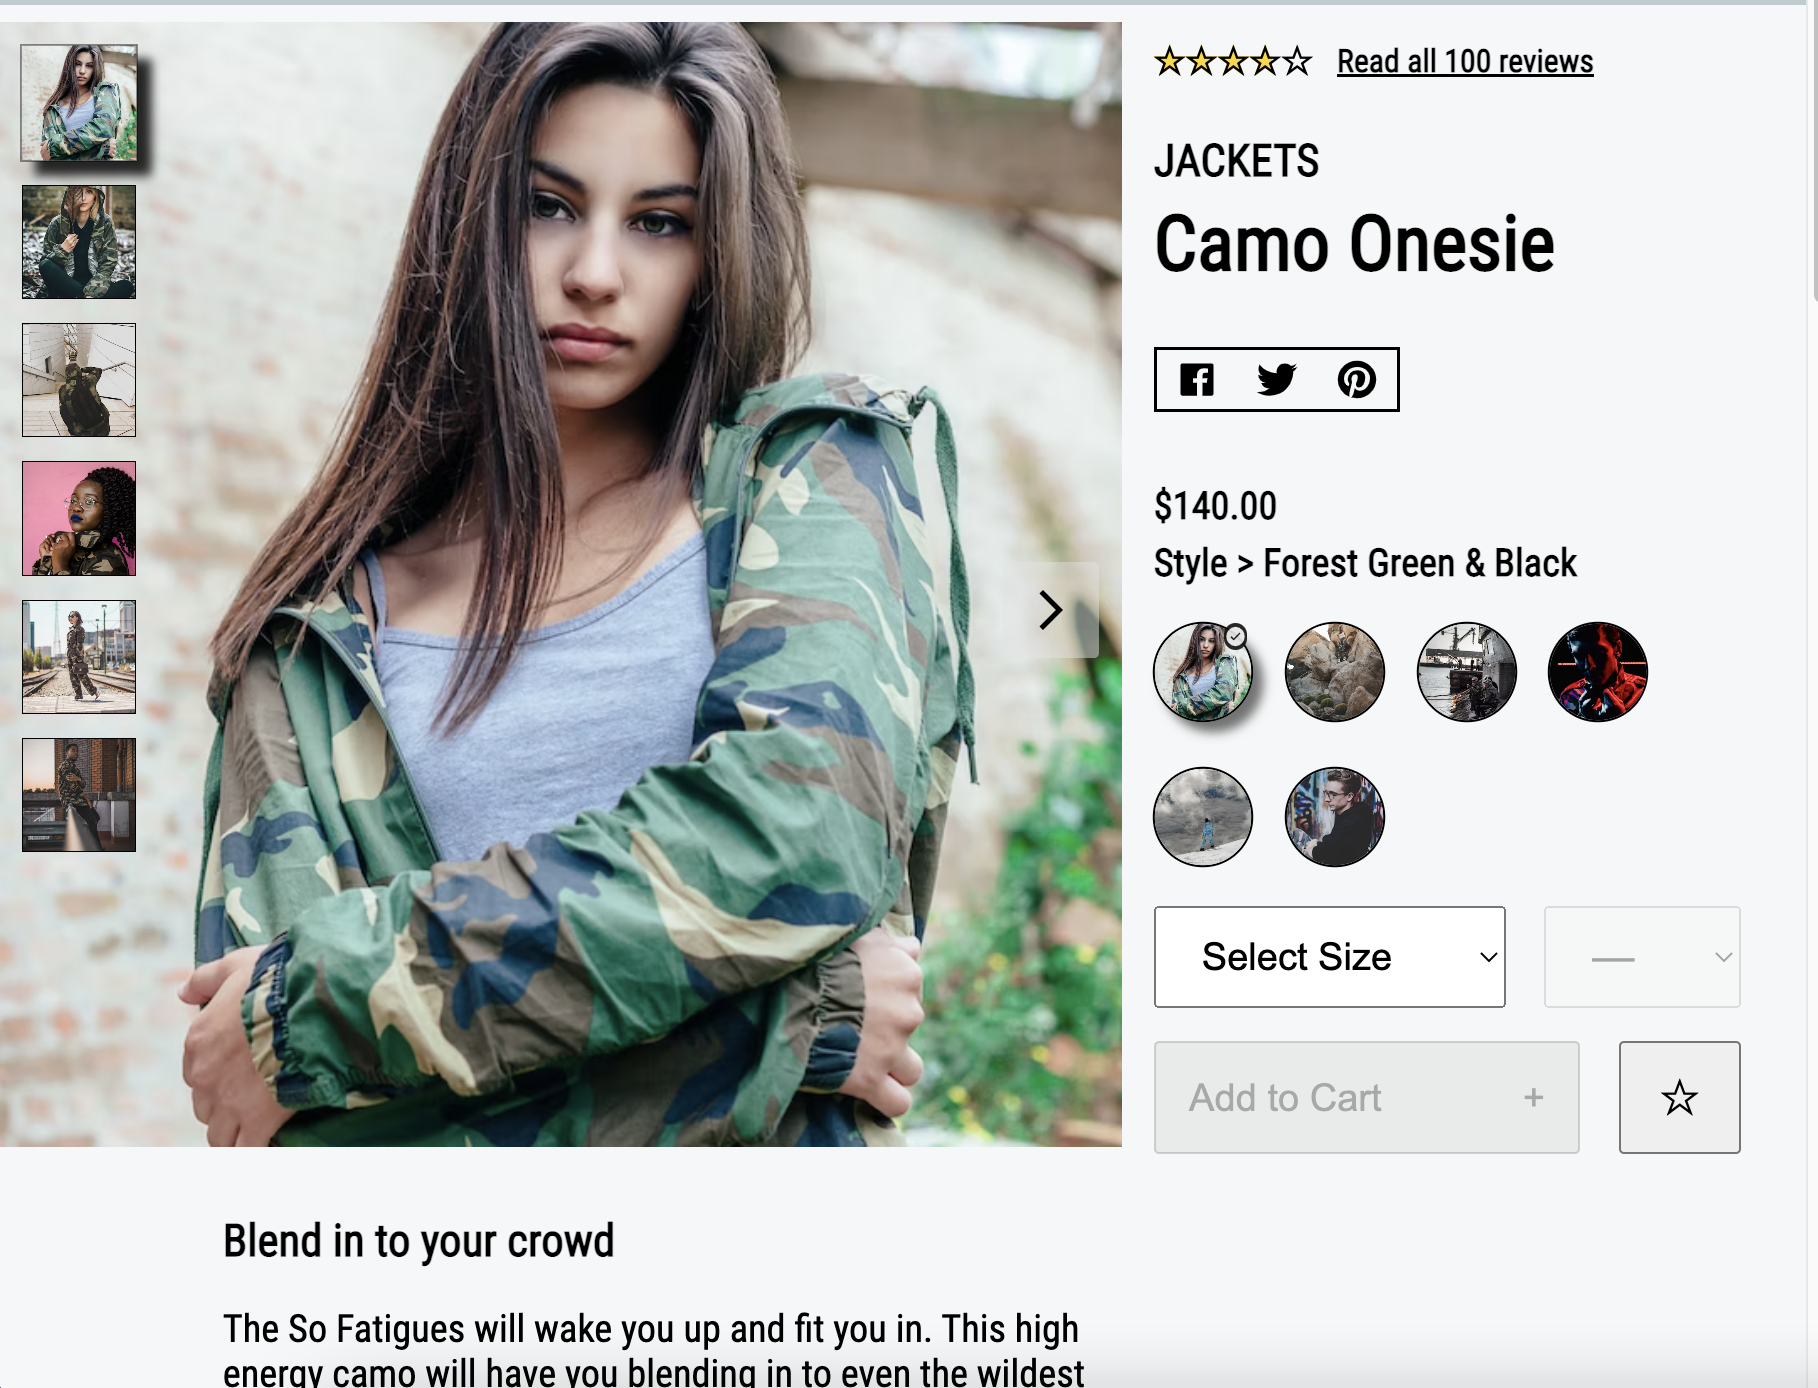 Read all 100 reviews
JACKETS
Camo Onesie
$140.00
Style > Forest Green & Black
Select Size
—
Add to Cart +
Blend in to your crowd
The So Fatigues will wake you up and fit you in. This high
energy camo will have you blending in to even the wildest